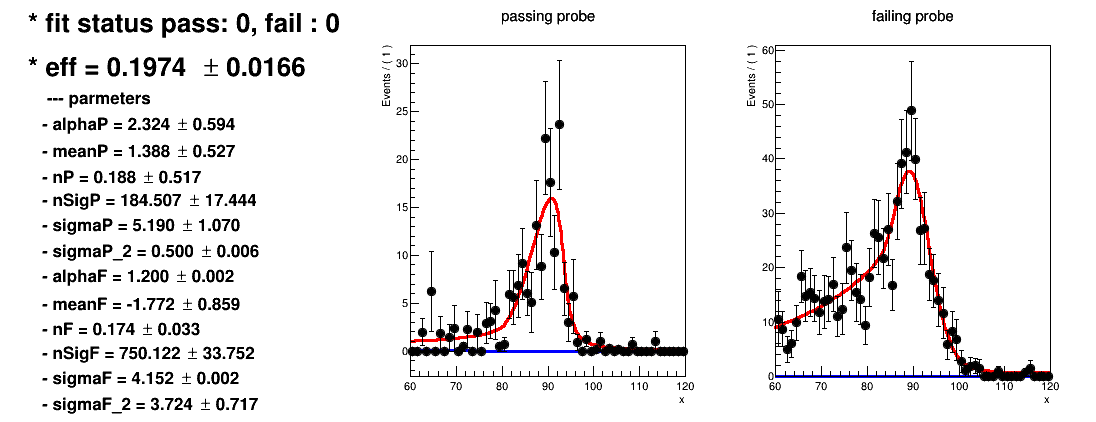 * fit status pass: 0, fail : 0
* eff = 0.1974 ± 0.0166
--- parmeters
- alphaP = 2.324 ± 0.594
- meanP = 1.388 ± 0.527
- nP = 0.188 ± 0.517
- nSigP = 184.507 ± 17.444
- sigmaP = 5.190 ± 1.070
- sigmaP_2 = 0.500 ± 0.006
- alphaF = 1.200 ± 0.002
- meanF = -1.772 ± 0.859
- nF = 0.174 ± 0.033
- nSigF = 750.122 ± 33.752
- sigmaF = 4.152 ± 0.002
- sigmaF_2 = 3.724 ± 0.717
passing probe
Events / ( 1 )
30
25
20
15
10
5
0
60 70 80 90 100 110 120
x
failing probe
Events / ( 1 )
60
50
40
30
20
10
0
60 70 80 90 100 110 120
x